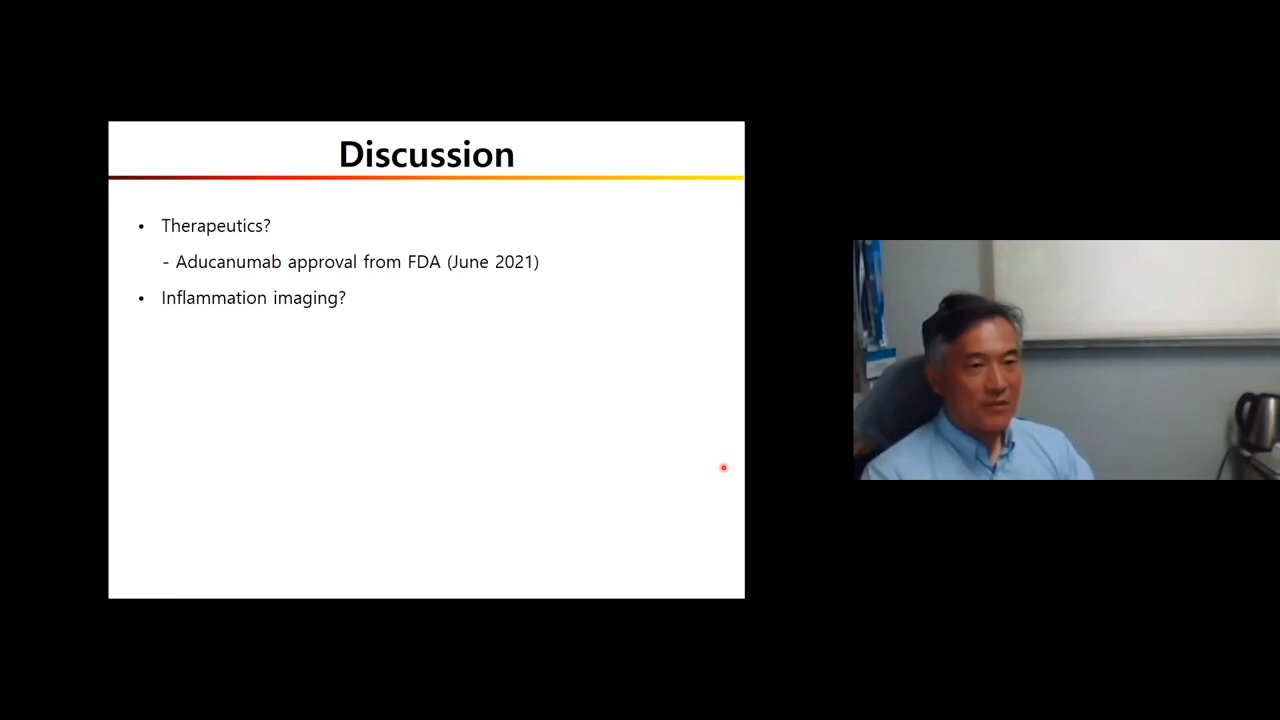 Discussion
• Therapeutics?
- Aducanumab approval from FDA (June 2021)
• Inflammation imaging?